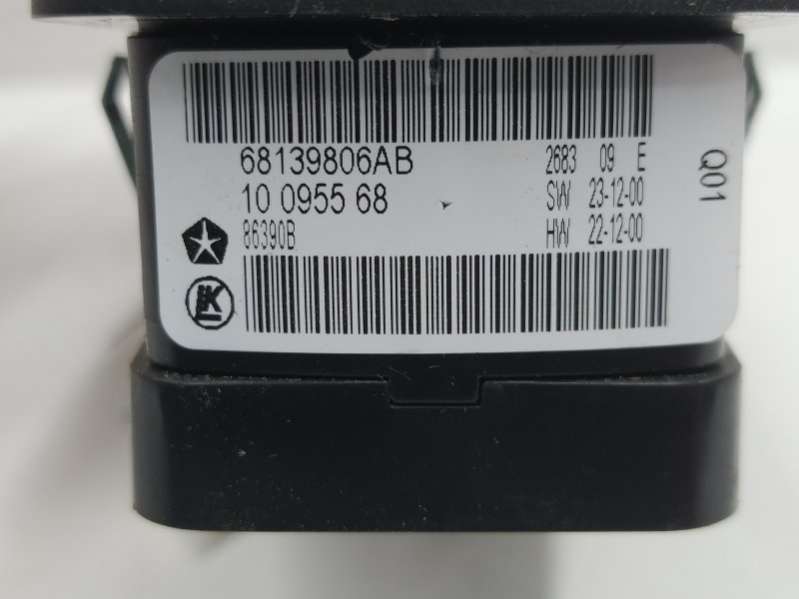 68139806AB 2683 09 E
10 0955 68 SW 23-12-00
86390B HW 22-12-00
Q01
K